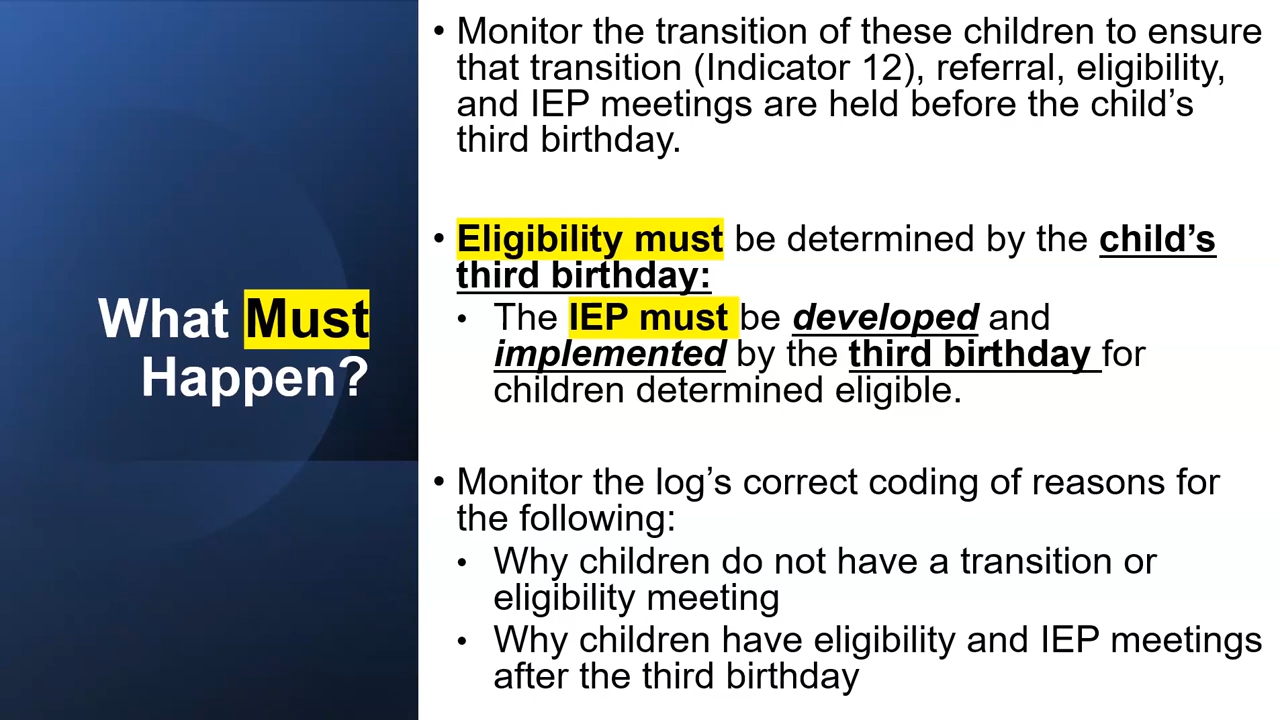 What Must
Happen?
• Monitor the transition of these children to ensure
that transition (Indicator 12), referral, eligibility,
and IEP meetings are held before the child’s
third birthday.
• Eligibility must be determined by the child’s
third birthday:
• The IEP must be developed and
implemented by the third birthday for
children determined eligible.
• Monitor the log’s correct coding of reasons for
the following:
• Why children do not have a transition or
eligibility meeting
• Why children have eligibility and IEP meetings
after the third birthday